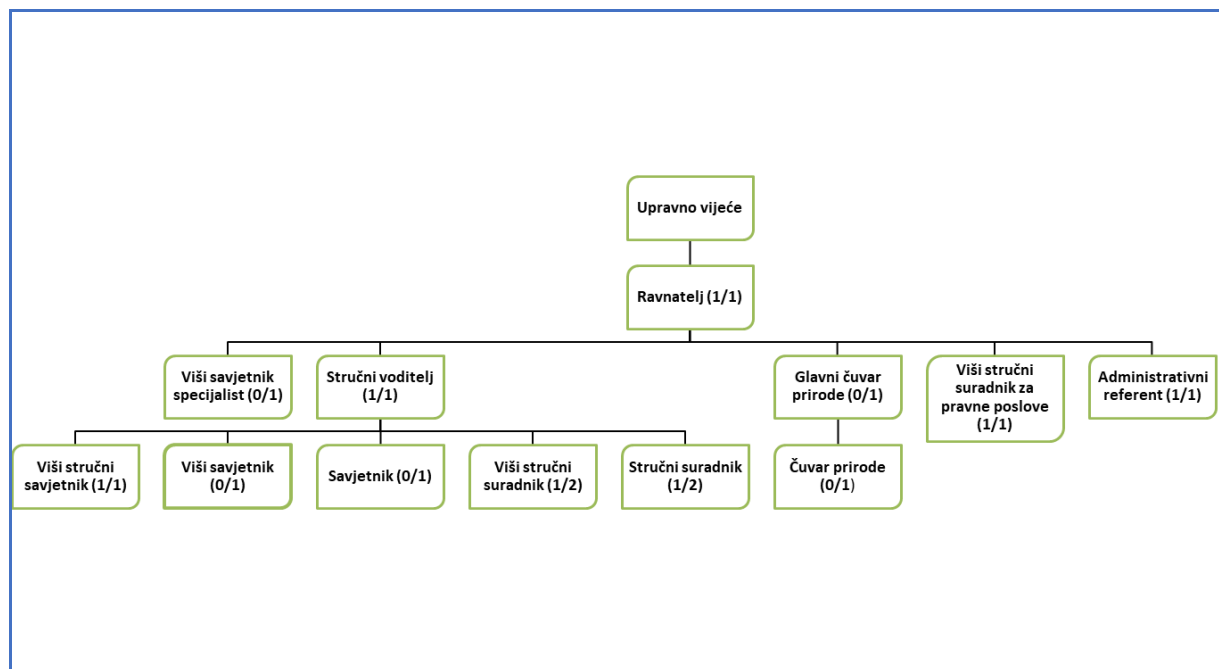 Upravno vijeće
Ravnatelj (1/1)
Viši savjetnik
specijalist (0/1)
Stručni voditelj
(1/1)
Glavni čuvar
prirode (0/1)
Viši stručni
suradnik za
pravne poslove
(1/1)
Administrativni
referent (1/1)
Viši stručni
savjetnik (1/1)
Viši savjetnik
(0/1)
Savjetnik (0/1)
Viši stručni
suradnik (1/2)
Stručni suradnik
(1/2)
Čuvar prirode
(0/1)